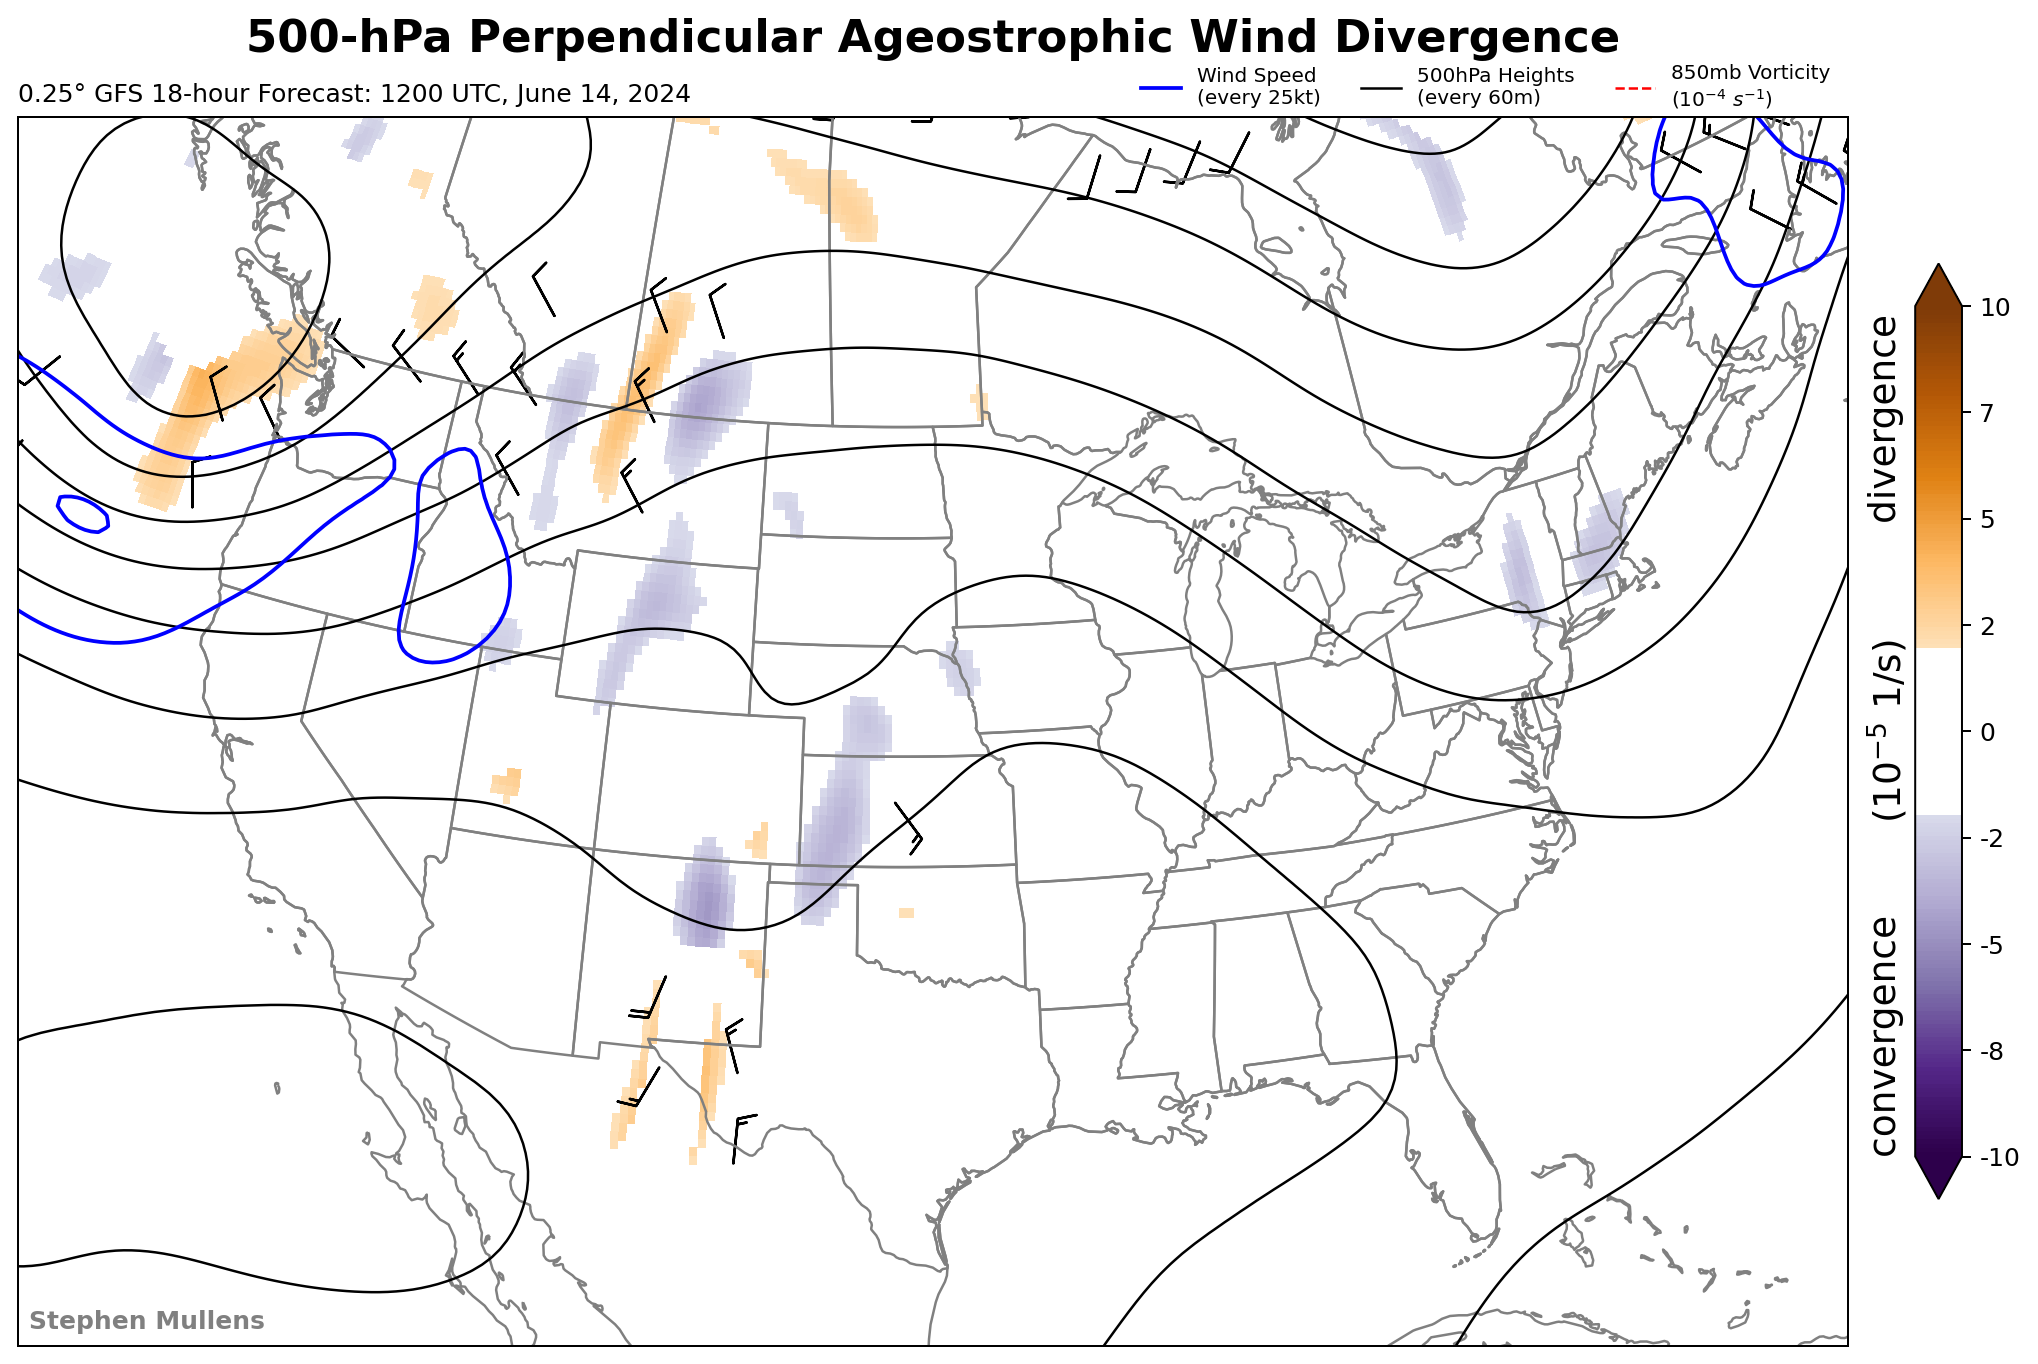 500-hPa Perpendicular Ageostrophic Wind Divergence
0.25° GFS 18-hour Forecast: 1200 UTC, June 14, 2024
Wind Speed
(every 25kt)
500hPa Heights
(every 60m)
850mb Vorticity
(10⁻⁴ s⁻¹)
10
7
5
2
0
-2
-5
-8
-10
convergence (10⁻⁵ 1/s) divergence
Stephen Mullens